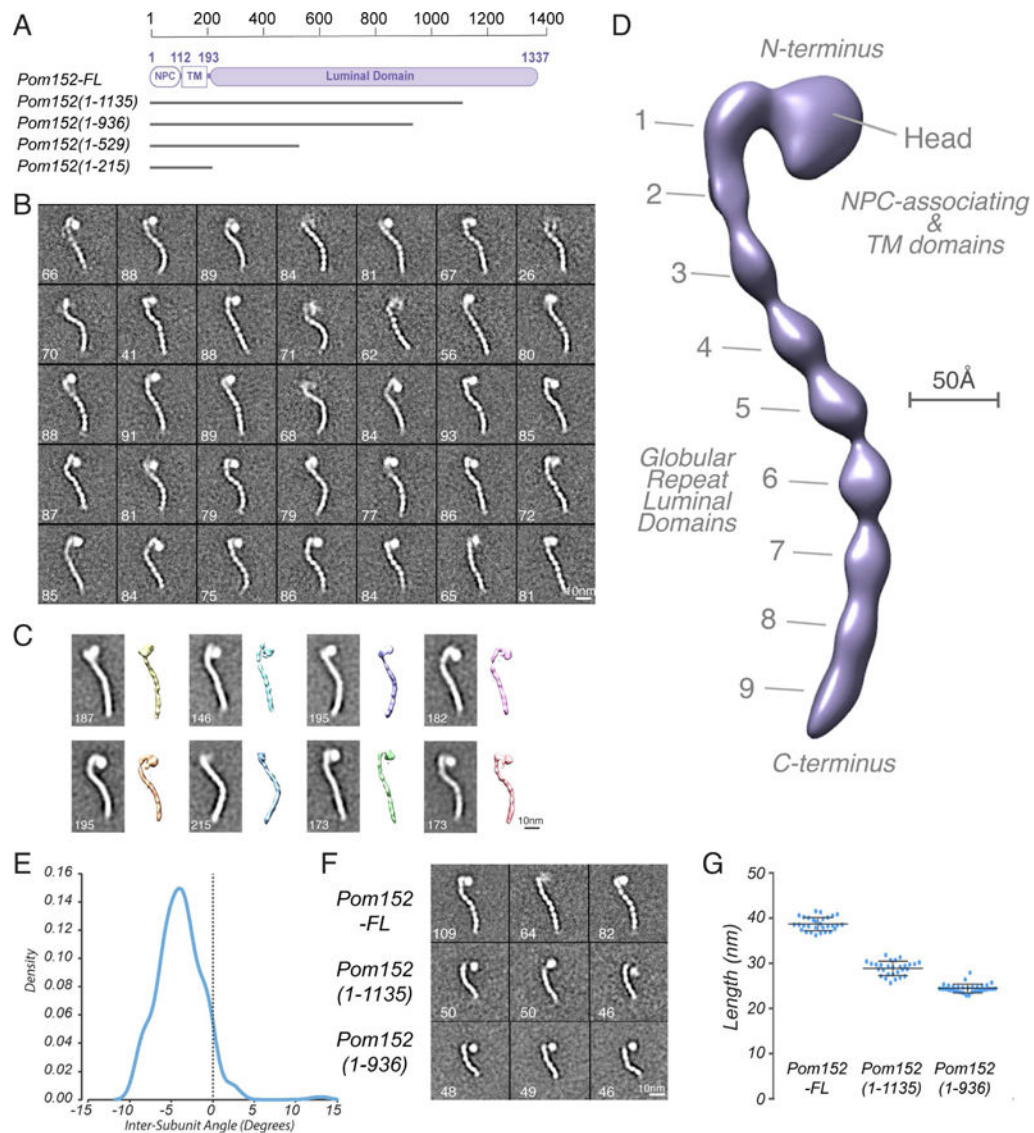 A
1 200 400 600 800 1000 1200 1400
1 112 193 1337
Pom152-FL NPC TM Luminal Domain
Pom152(1-1135)
Pom152(1-936)
Pom152(1-529)
Pom152(1-215)
B
66 88 89 84 81 67 26
70 41 88 71 62 56 80
88 91 89 68 84 93 85
87 81 79 79 77 86 72
85 84 75 86 84 65 81
10nm
C
187 146 195 182
195 215 173 173
10nm
D
N-terminus
1
Head
2
NPC-associating
&
TM domains
3
4
50Å
5
Globular
Repeat
Luminal
Domains
6
7
8
9
C-terminus
E
0.16
0.14
0.12
0.10
0.08
0.06
0.04
0.02
0.00
Density
-15 -10 -5 0 5 10 15
Inter-Subunit Angle (Degrees)
F
Pom152
-FL
109 64 82
Pom152
(1-1135)
50 50 46
Pom152
(1-936)
48 49 46
10nm
G
50
40
30
20
10
0
Length (nm)
Pom152
-FL
Pom152
(1-1135)
Pom152
(1-936)